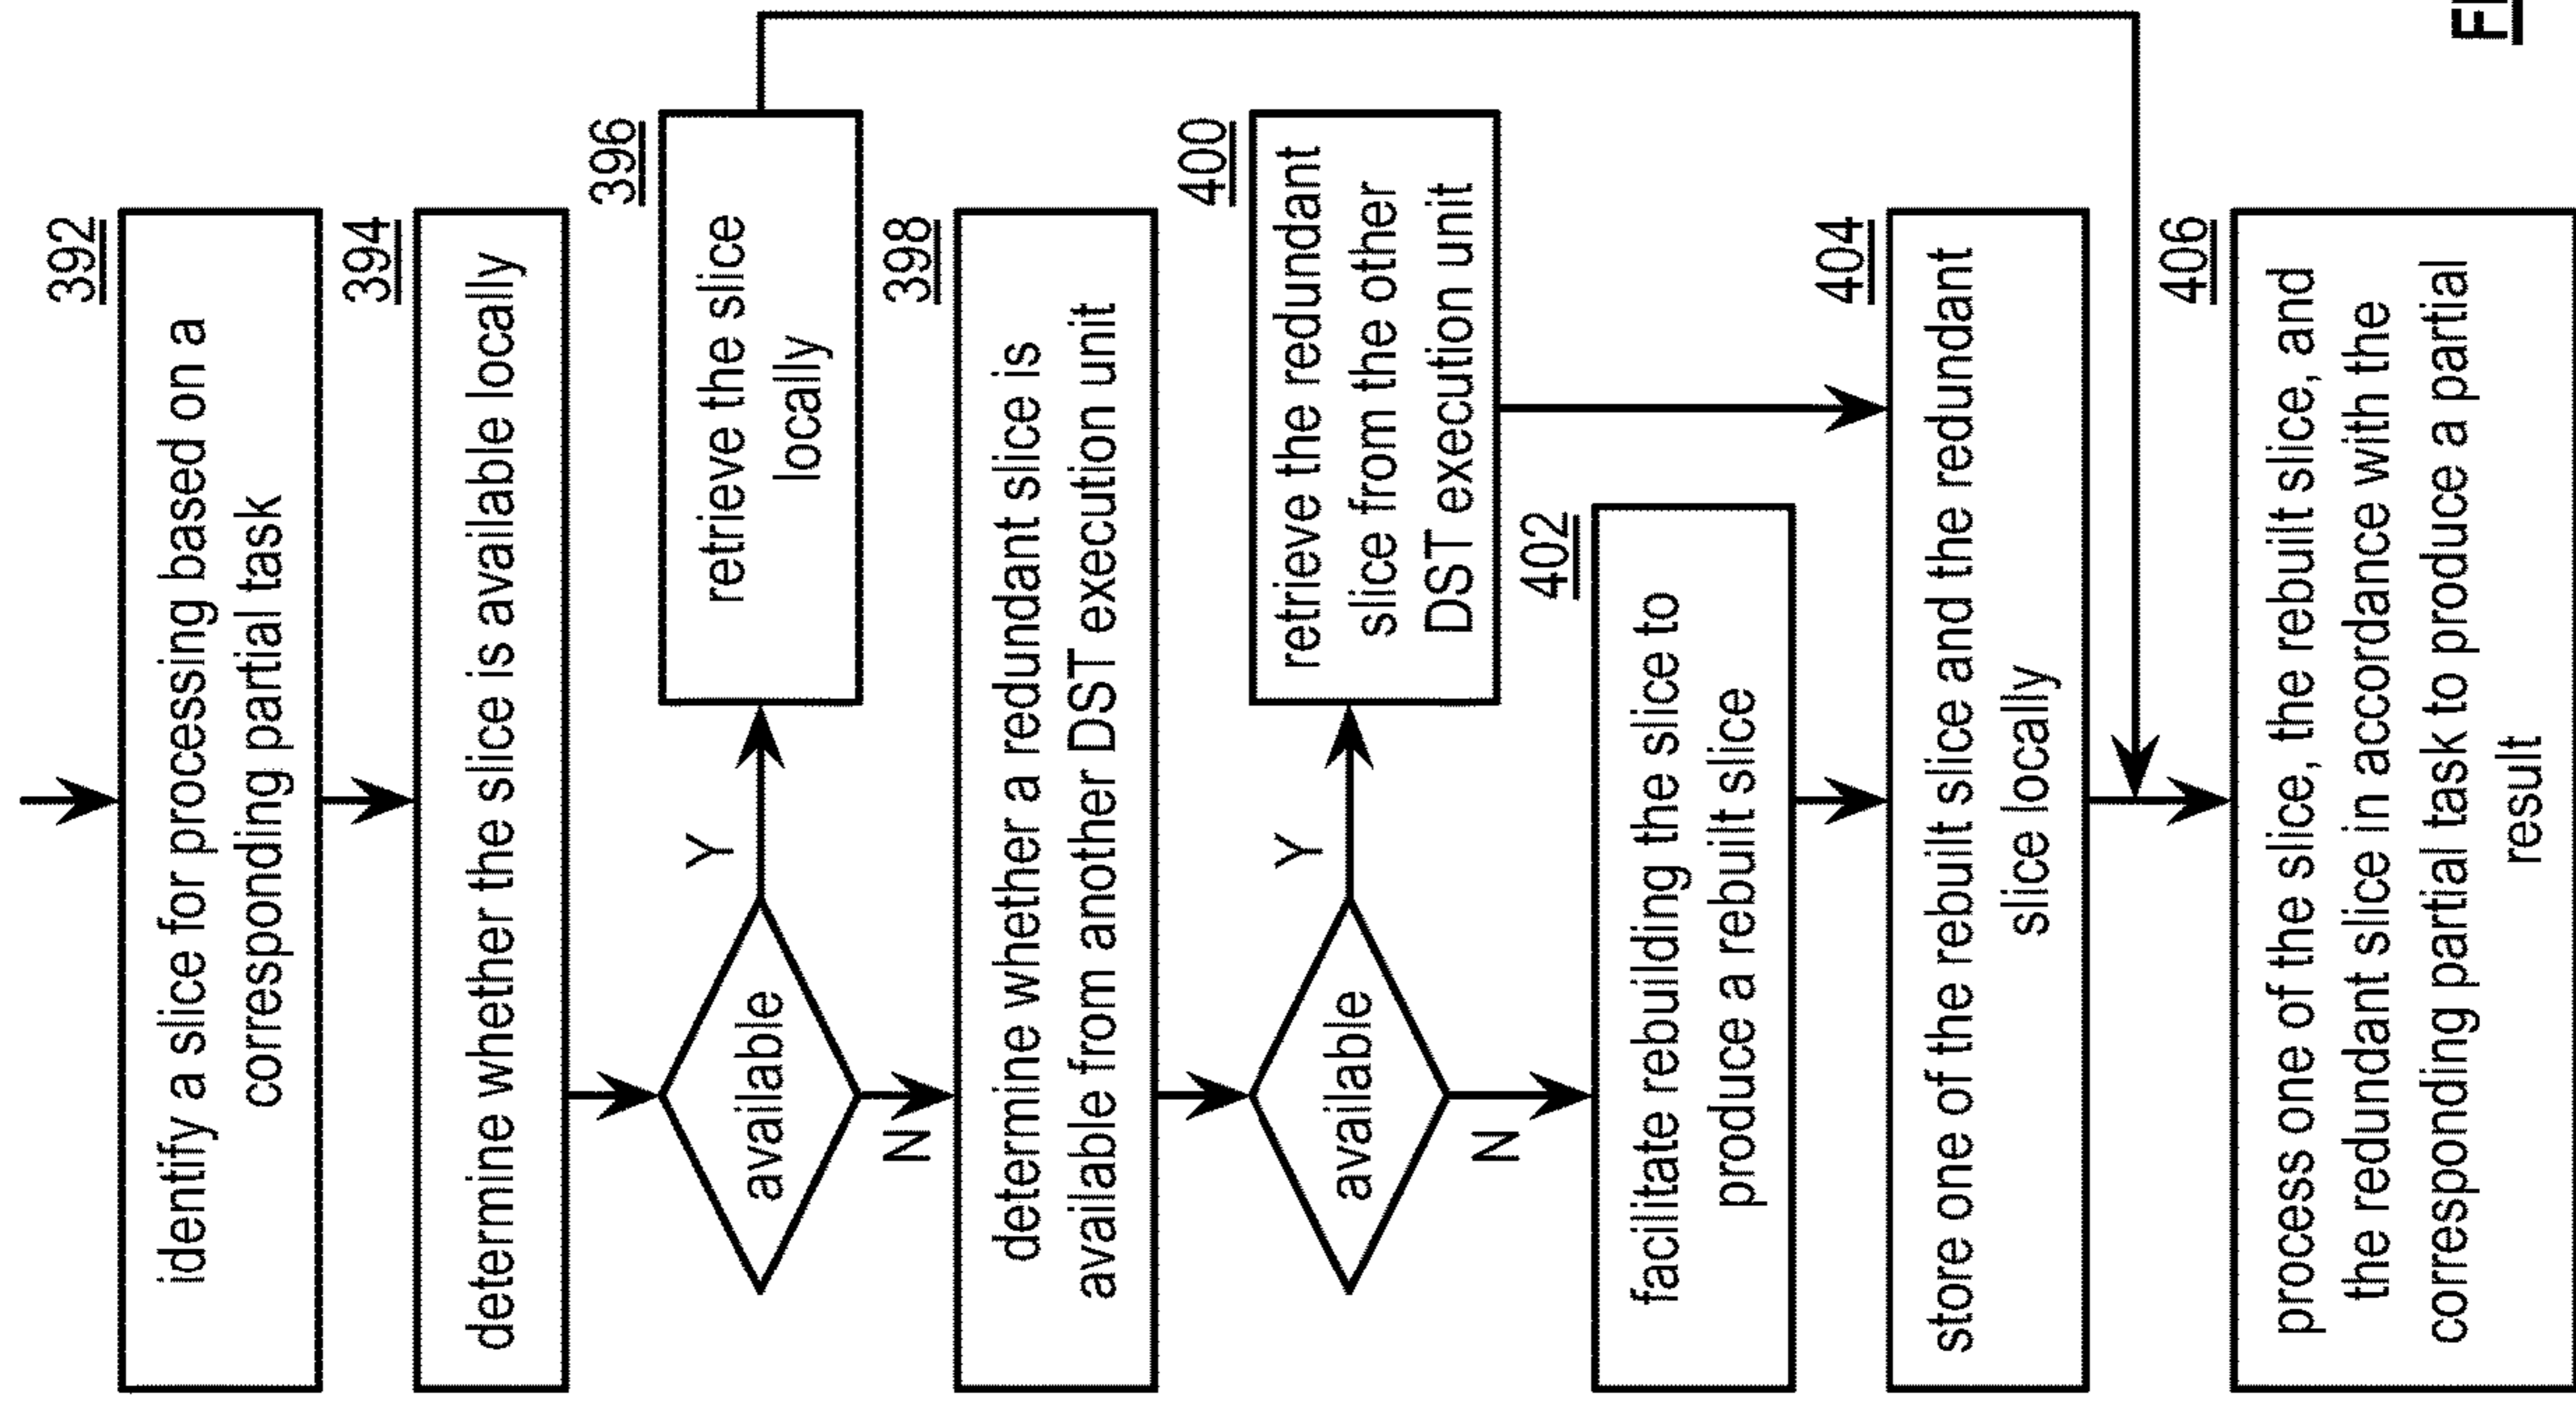 392
identify a slice for processing based on a
corresponding partial task
394
determine whether the slice is available locally
available
Y
N
396
retrieve the slice
locally
398
determine whether a redundant slice is
available from another DST execution unit
available
Y
N
400
retrieve the redundant
slice from the other
DST execution unit
402
facilitate rebuilding the slice to
produce a rebuilt slice
404
store one of the rebuilt slice and the redundant
slice locally
406
process one of the slice, the rebuilt slice, and
the redundant slice in accordance with the
corresponding partial task to produce a partial
result